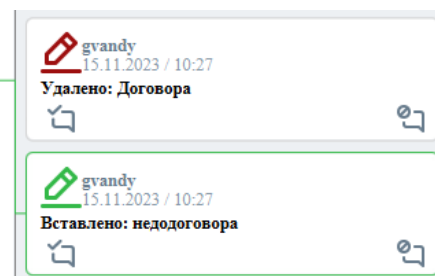 gvandy
15.11.2023 / 10:27
Удалено: Договора
gvandy
15.11.2023 / 10:27
Вставлено: недодоговора